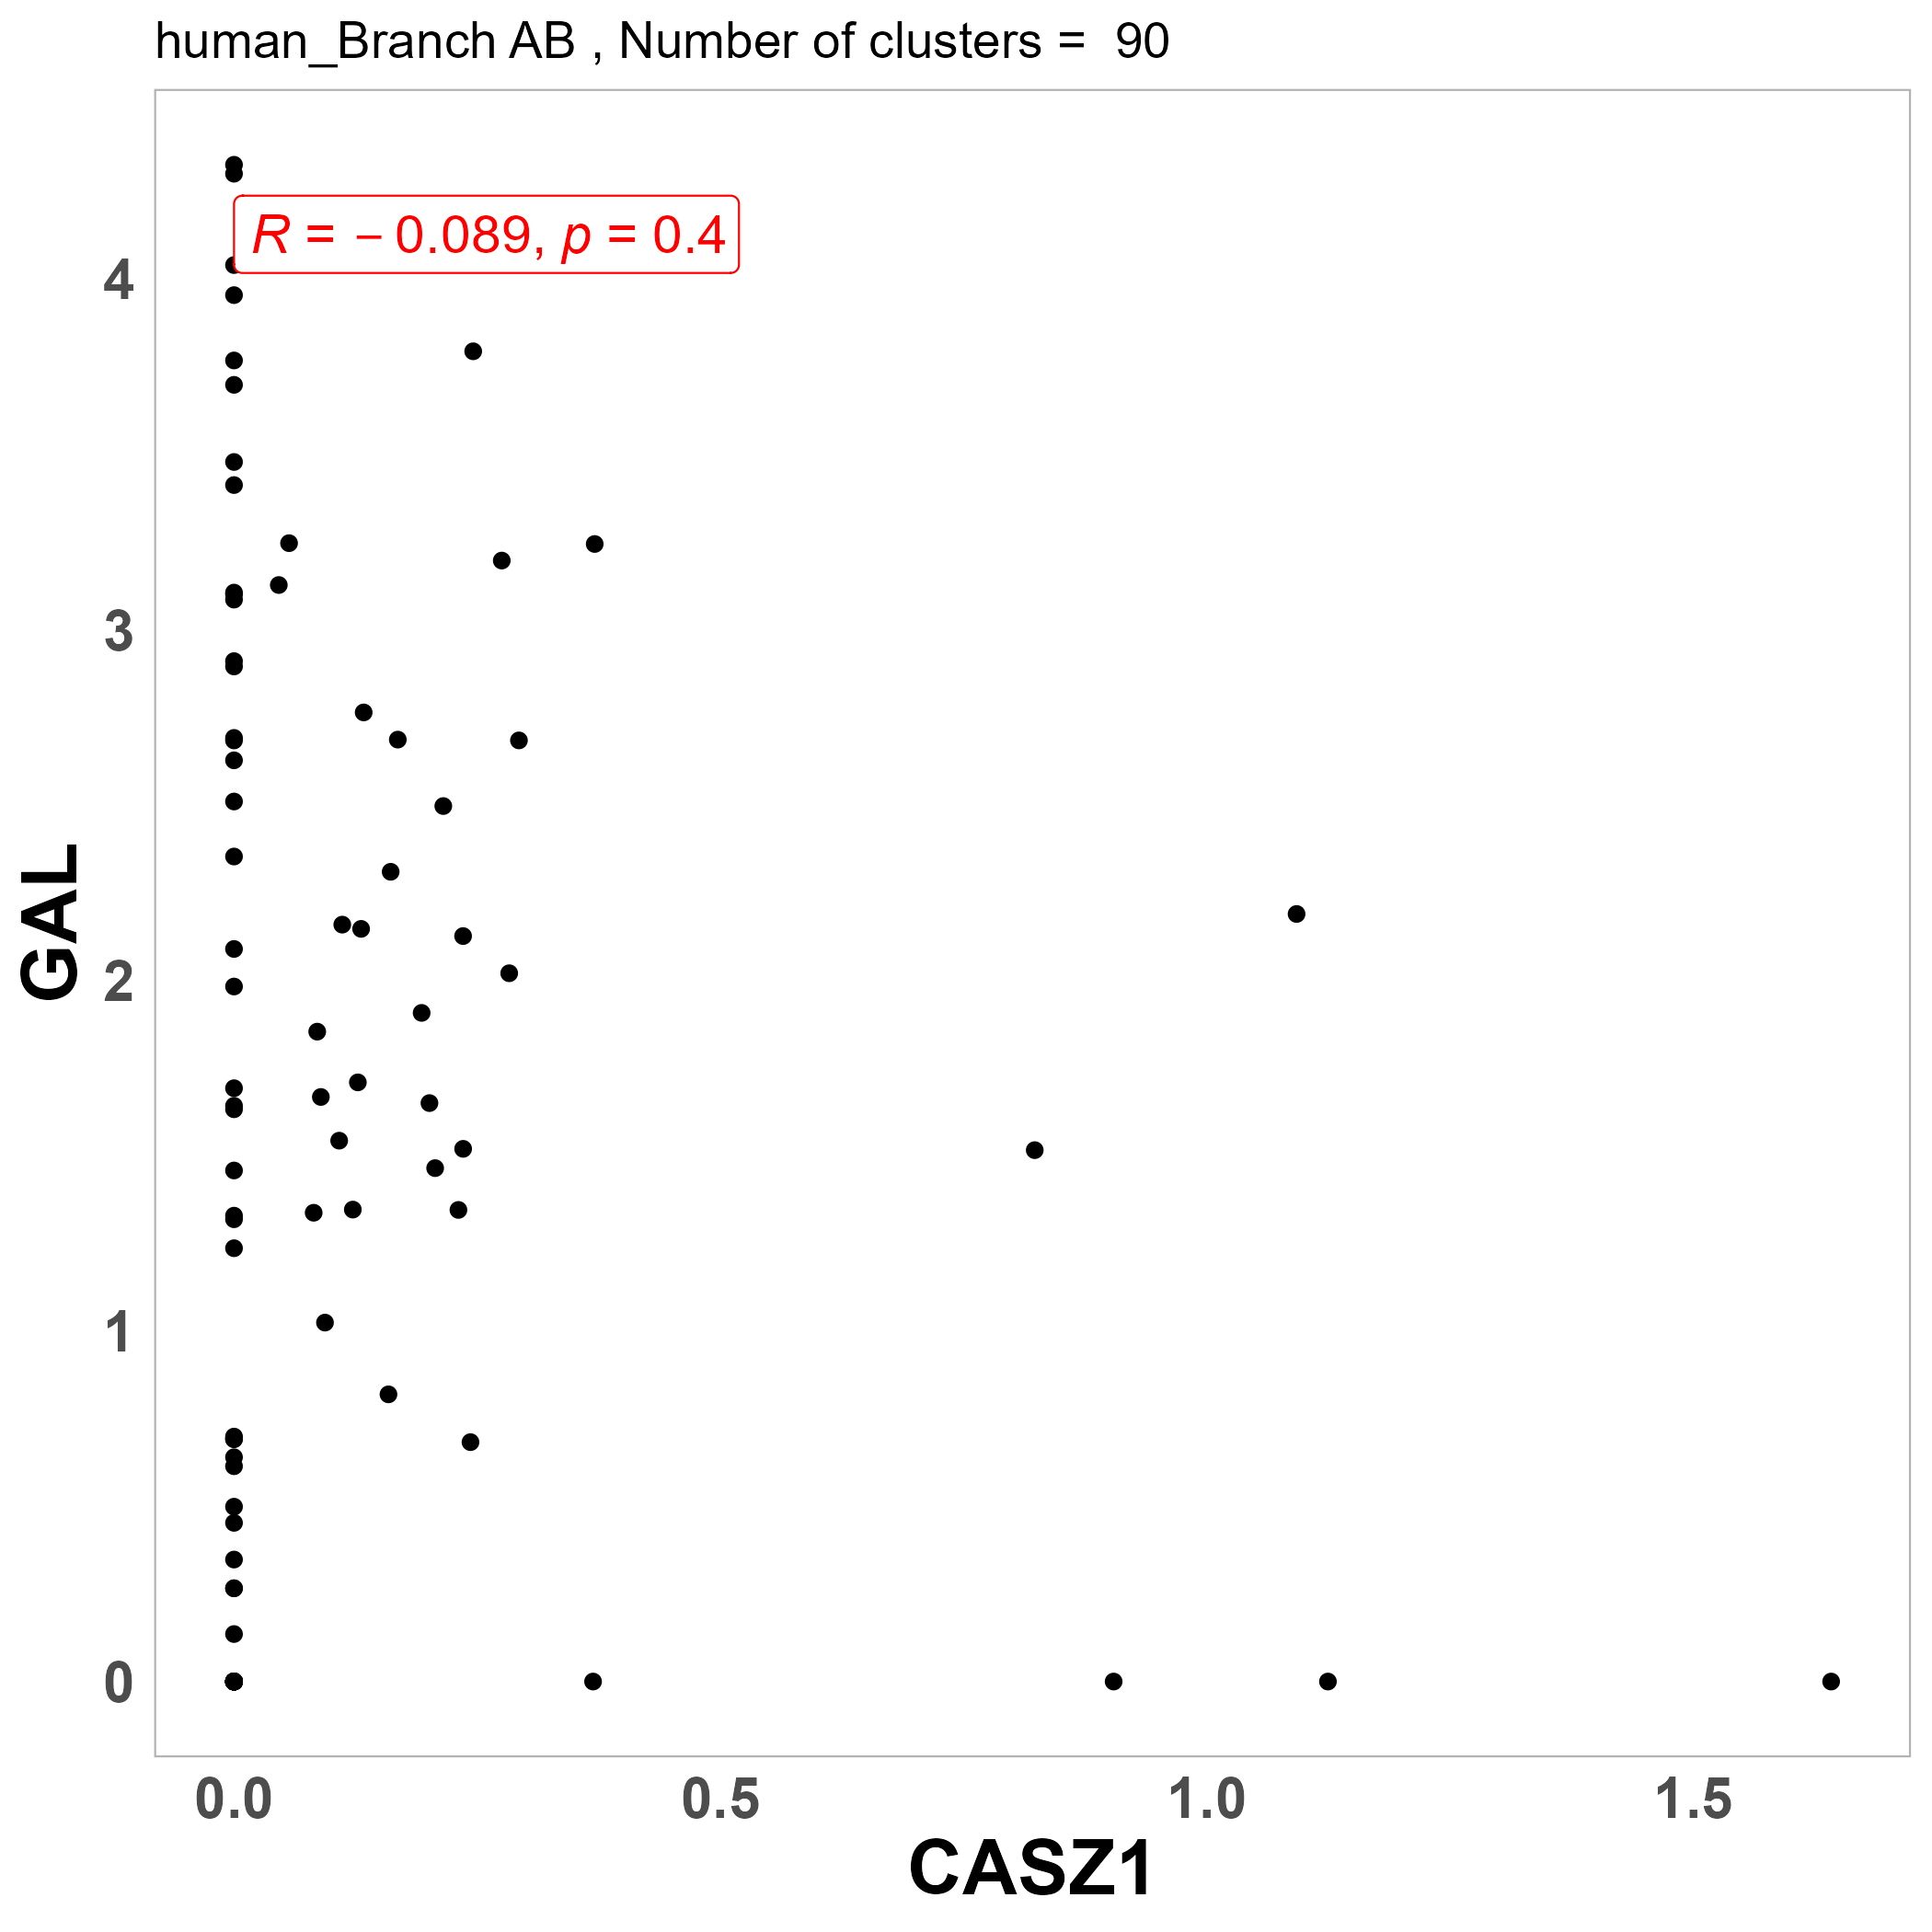 human_Branch AB , Number of clusters =  90
R = − 0.089, p = 0.4
4
3
2
1
0
GAL
0.0 0.5 1.0 1.5
CASZ1